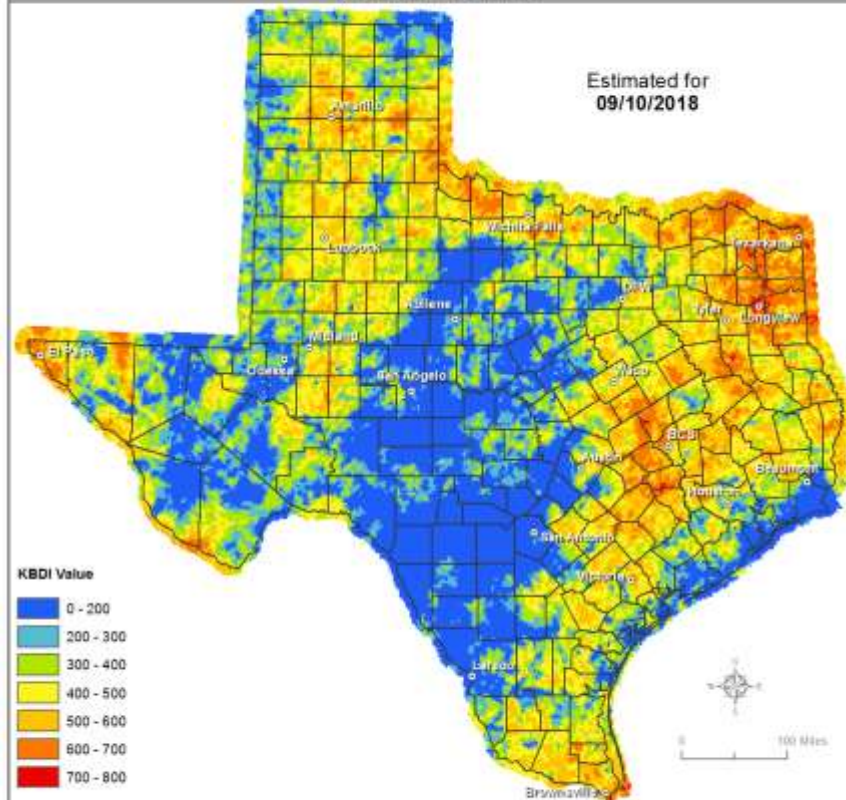 Estimated for
09/10/2018
Amarillo
Wichita Falls
Texarkana
Lubbock
DFW
Abilene
Tyler
Longview
Midland
El Paso
Odessa
Waco
San Angelo
BCS
Austin
Beaumont
Houston
San Antonio
Victoria
KBDI Value
0 - 200
200 - 300
300 - 400
Laredo
400 - 500
500 - 600
600 - 700
0
100 Miles
700 - 800
Brownsville